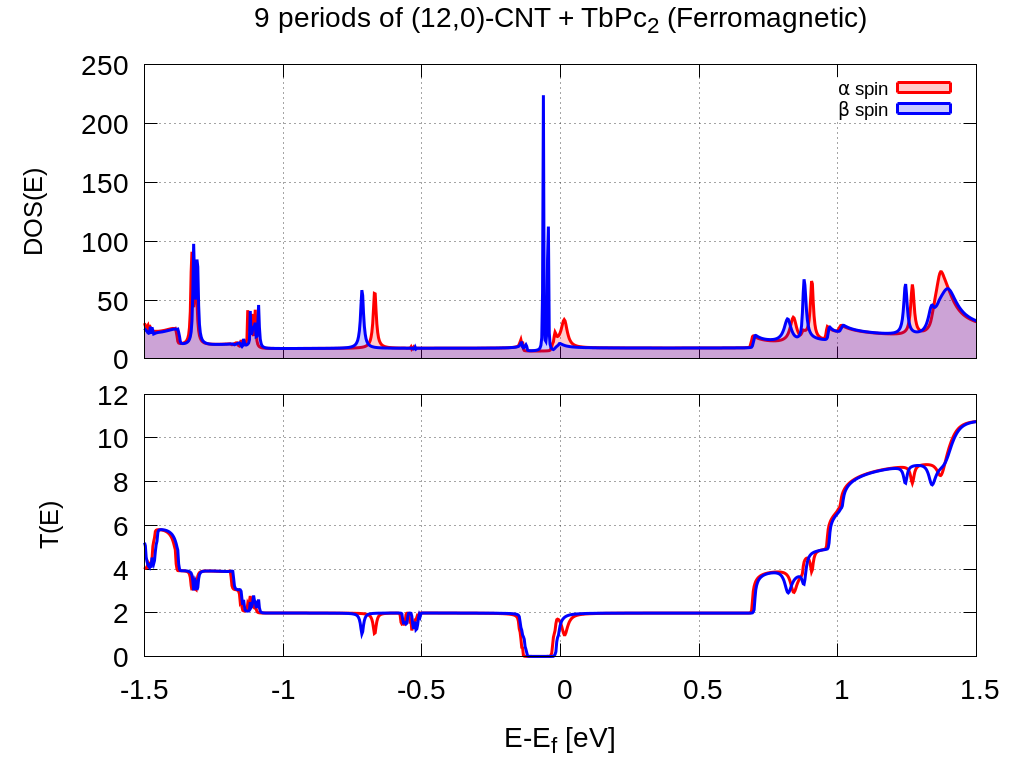 9 periods of (12,0)-CNT + TbPc2 (Ferromagnetic)
250
200
150
100
50
0
DOS(E)
α spin
β spin
12
10
8
6
4
2
0
T(E)
-1.5 -1 -0.5 0 0.5 1 1.5
E-Ef [eV]